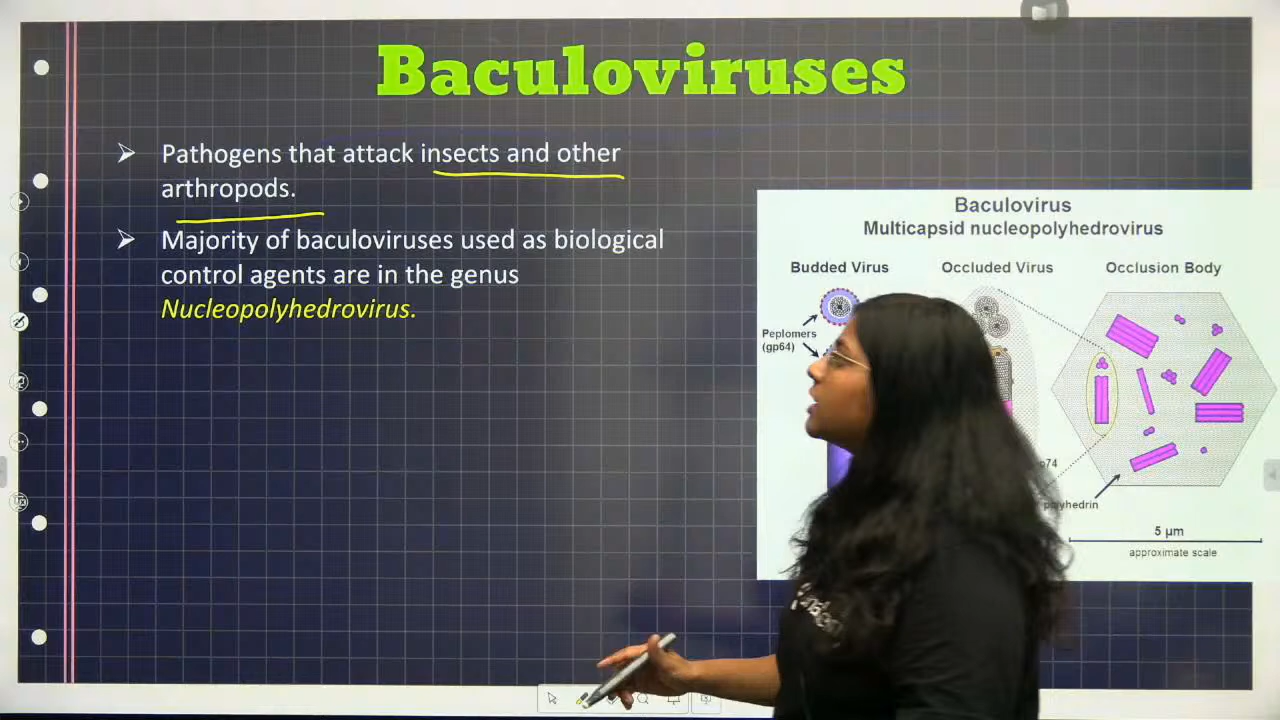 Baculoviruses
➢ Pathogens that attack insects and other
arthropods.
➢ Majority of baculoviruses used as biological
control agents are in the genus
Nucleopolyhedrovirus.
Baculovirus
Multicapsid nucleopolyhedrovirus
Budded Virus
Occluded Virus
Occlusion Body
Peplomers
(gp64)
polyhedrin
5 µm
approximate scale